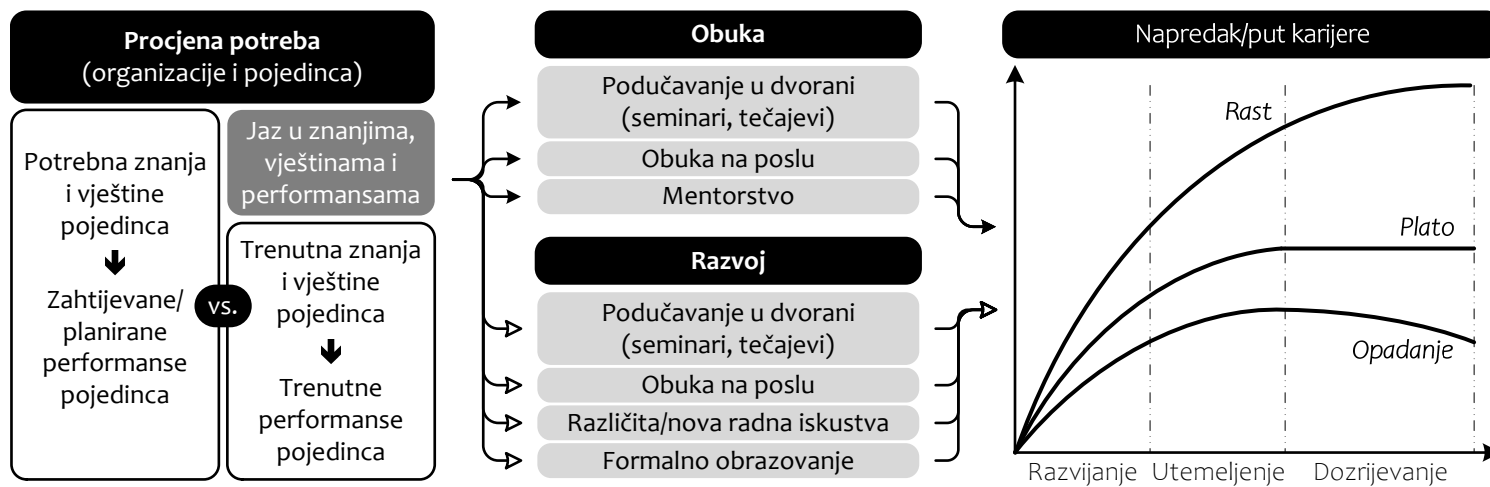 Procjena potreba
(organizacije i pojedinca)
Potrebna znanja
i vještine
pojedinca
Zahtijevane/
planirane
performanse
pojedinca
vs.
Jaz u znanjima,
vještinama i
performansama
Trenutna znanja
i vještine
pojedinca
Trenutne
performanse
pojedinca
Obuka
Podučavanje u dvorani
(seminari, tečajevi)
Obuka na poslu
Mentorstvo
Razvoj
Podučavanje u dvorani
(seminari, tečajevi)
Obuka na poslu
Različita/nova radna iskustva
Formalno obrazovanje
Napredak/put karijere
Rast
Plato
Opadanje
Razvijanje Utemeljenje Dozrijevanje